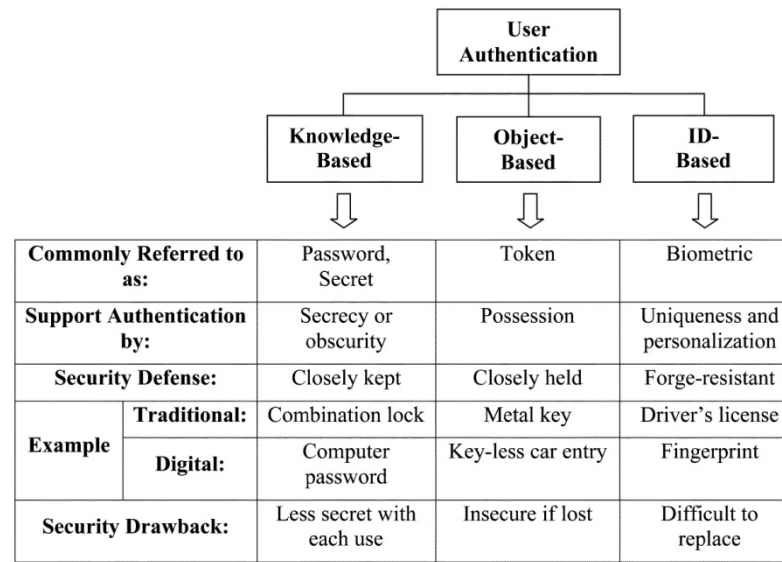 User
Authentication
Knowledge-
Based
Object-
Based
ID-
Based
Commonly Referred to
as:
Password,
Secret
Token
Biometric
Support Authentication
by:
Secrecy or
obscurity
Possession
Uniqueness and
personalization
Security Defense:
Closely kept
Closely held
Forge-resistant
Example
Traditional:
Combination lock
Metal key
Driver's license
Digital:
Computer
password
Key-less car entry
Fingerprint
Security Drawback:
Less secret with
each use
Insecure if lost
Difficult to
replace